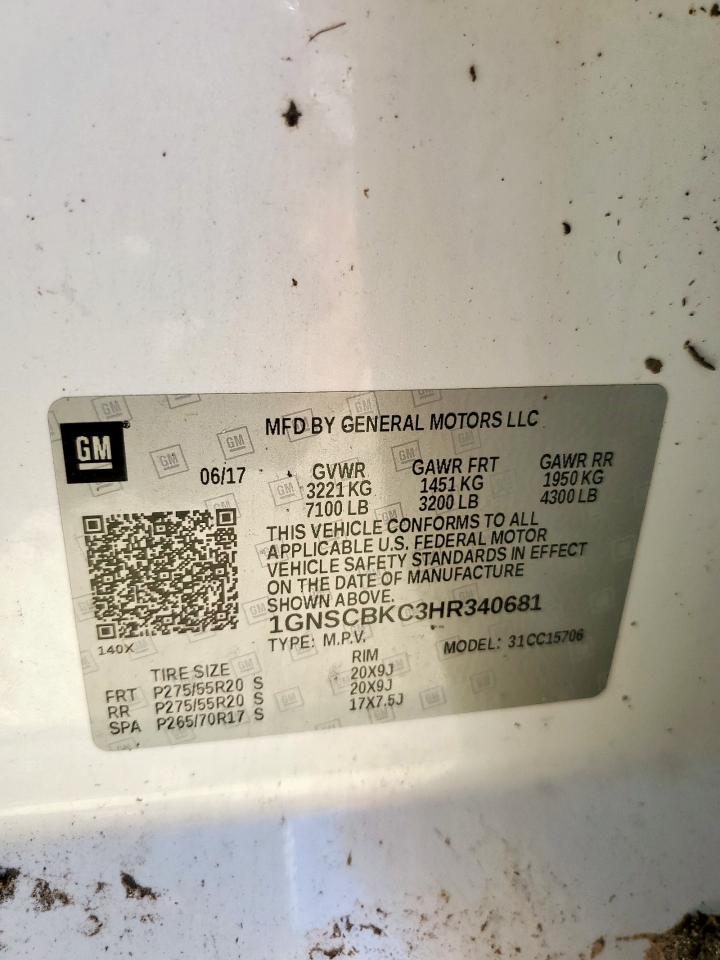 GM
MFD BY GENERAL MOTORS LLC
06/17 GVWR GAWR FRT GAWR RR
3221 KG 1451 KG 1950 KG
7100 LB 3200 LB 4300 LB
THIS VEHICLE CONFORMS TO ALL
APPLICABLE U.S. FEDERAL MOTOR
VEHICLE SAFETY STANDARDS IN EFFECT
ON THE DATE OF MANUFACTURE
SHOWN ABOVE.
1GNSCBKC3HR340681
140X
TYPE: M.P.V. MODEL: 31CC15706
TIRE SIZE RIM
FRT P275/55R20 S 20X9J
RR P275/55R20 S 20X9J
SPA P265/70R17 S 17X7.5J